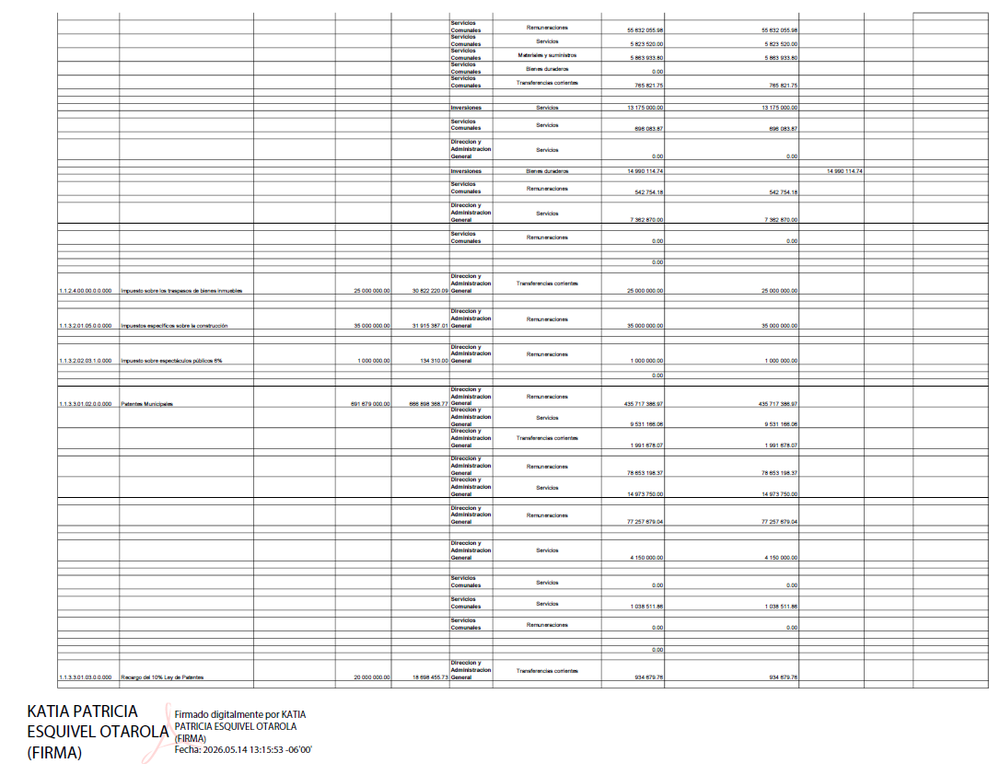 Servicios
Comunales Remuneraciones 55 632 055.98 55 632 055.98
Servicios
Comunales Servicios 5 823 520.00 5 823 520.00
Servicios
Comunales Materiales y suministros 5 863 933.80 5 863 933.80
Servicios
Comunales Bienes duraderos 0.00
Servicios
Comunales Transferencias corrientes 765 821.75 765 821.75
Inversiones Servicios 13 175 000.00 13 175 000.00
Servicios
Comunales Servicios 696 083.87 696 083.87
Direccion y
Administracion Servicios
General 0.00 0.00
Inversiones Bienes duraderos 14 990 114.74 14 990 114.74
Servicios
Comunales Remuneraciones 542 754.18 542 754.18
Direccion y
Administracion Servicios
General 7 362 870.00 7 362 870.00
Servicios
Comunales Remuneraciones 0.00 0.00
0.00
Direccion y
Administracion Transferencias corrientes
1.1.2.4.00.00.0.0.000 Impuesto sobre los traspasos de bienes inmuebles 25 000 000.00 30 822 220.09 General 25 000 000.00 25 000 000.00
Direccion y
Administracion Remuneraciones
1.1.3.2.01.05.0.0.000 Impuestos específicos sobre la construcción 35 000 000.00 31 915 387.01 General 35 000 000.00 35 000 000.00
Direccion y
Administracion Remuneraciones
1.1.3.2.02.03.1.0.000 Impuesto sobre espectáculos públicos 6% 1 000 000.00 134 310.00 General 1 000 000.00 1 000 000.00
0.00
Direccion y
Administracion Remuneraciones
1.1.3.3.01.02.0.0.000 Patentes Municipales 691 679 000.00 666 898 368.77 General 435 717 386.97 435 717 386.97
Direccion y
Administracion Servicios
General 9 531 166.06 9 531 166.06
Direccion y
Administracion Transferencias corrientes
General 1 991 678.07 1 991 678.07
Direccion y
Administracion Remuneraciones
General 78 653 198.37 78 653 198.37
Direccion y
Administracion Servicios
General 14 973 750.00 14 973 750.00
Direccion y
Administracion Remuneraciones
General 77 257 679.04 77 257 679.04
Direccion y
Administracion Servicios
General 4 150 000.00 4 150 000.00
Servicios
Comunales Servicios 0.00 0.00
Servicios
Comunales Servicios 1 038 511.86 1 038 511.86
Servicios
Comunales Remuneraciones 0.00 0.00
0.00
Direccion y
Administracion Transferencias corrientes
1.1.3.3.01.03.0.0.000 Recargo del 10% Ley de Patentes 20 000 000.00 18 698 455.73 General 934 679.76 934 679.76
KATIA PATRICIA
ESQUIVEL OTAROLA
(FIRMA)
Firmado digitalmente por KATIA
PATRICIA ESQUIVEL OTAROLA
(FIRMA)
Fecha: 2026.05.14 13:15:53 -06'00'